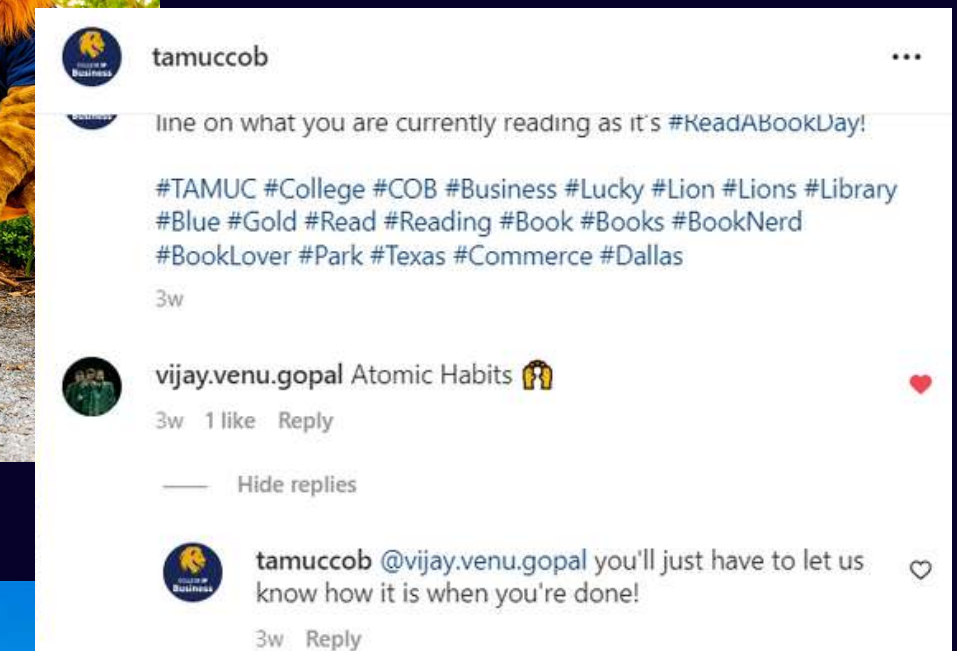 tamuccob
line on what you are currently reading as it's #ReadABookDay!
#TAMUC #College #COB #Business #Lucky #Lion #Lions #Library
#Blue #Gold #Read #Reading #Book #Books #BookNerd
#BookLover #Park #Texas #Commerce #Dallas
3w
vijay.venu.gopal Atomic Habits 🙌
3w 1 like Reply
Hide replies
tamuccob @vijay.venu.gopal you'll just have to let us
know how it is when you're done!
3w Reply